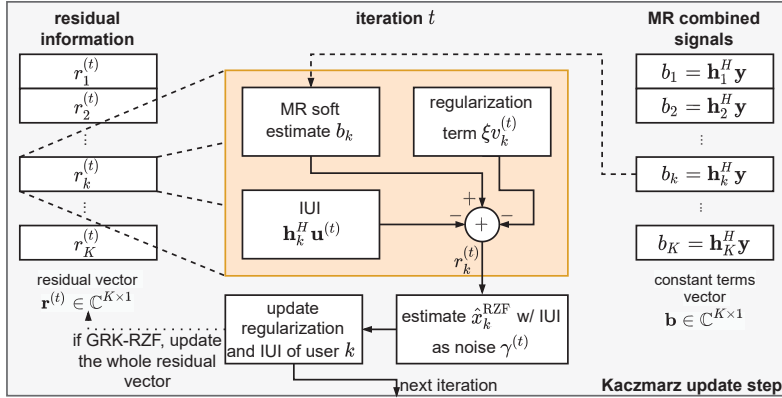 residual
information
iteration t
MR combined
signals
r_1^{(t)}
r_2^{(t)}
⋮
r_k^{(t)}
⋮
r_K^{(t)}
residual vector
𝐫^{(t)} ∈ ℂ^{K×1}
MR soft
estimate b_k
regularization
term ξv_k^{(t)}
IUI
𝐡_k^H 𝐮^{(t)}
+
−
+
−
r_k^{(t)}
b_1 = 𝐡_1^H 𝐲
b_2 = 𝐡_2^H 𝐲
⋮
b_k = 𝐡_k^H 𝐲
⋮
b_K = 𝐡_K^H 𝐲
constant terms
vector
𝐛 ∈ ℂ^{K×1}
if GRK-RZF, update
the whole residual
vector
update
regularization
and IUI of user k
estimate x̂_k^{RZF} w/ IUI
as noise γ^{(t)}
next iteration
Kaczmarz update step